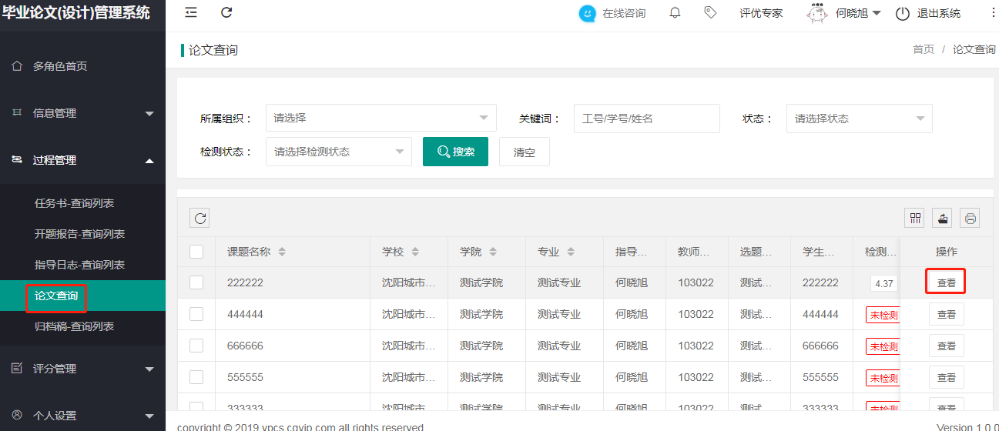 毕业论文(设计)管理系统
在线咨询 评优专家 何晓旭 退出系统
多角色首页
信息管理
过程管理
任务书-查询列表
开题报告-查询列表
指导日志-查询列表
论文查询
归档稿-查询列表
评分管理
个人设置
论文查询 首页 / 论文查询
所属组织： 请选择 关键词： 工号/学号/姓名 状态： 请选择状态
检测状态： 请选择检测状态 搜索 清空
课题名称 学校 学院 专业 指导... 教师... 选题... 学生... 检测... 操作
222222 沈阳城市... 测试学院 测试专业 何晓旭 103022 测试... 222222 4.37 查看
444444 沈阳城市... 测试学院 测试专业 何晓旭 103022 测试... 444444 未检测 查看
666666 沈阳城市... 测试学院 测试专业 何晓旭 103022 测试... 666666 未检测 查看
555555 沈阳城市... 测试学院 测试专业 何晓旭 103022 测试... 555555 未检测 查看
333333 沈阳城市... 测试学院 测试专业 何晓旭 103022 测试... 333333 未检测 查看
copyright © 2019 vpcs.cqvip.com all rights reserved. Version 1.0.0